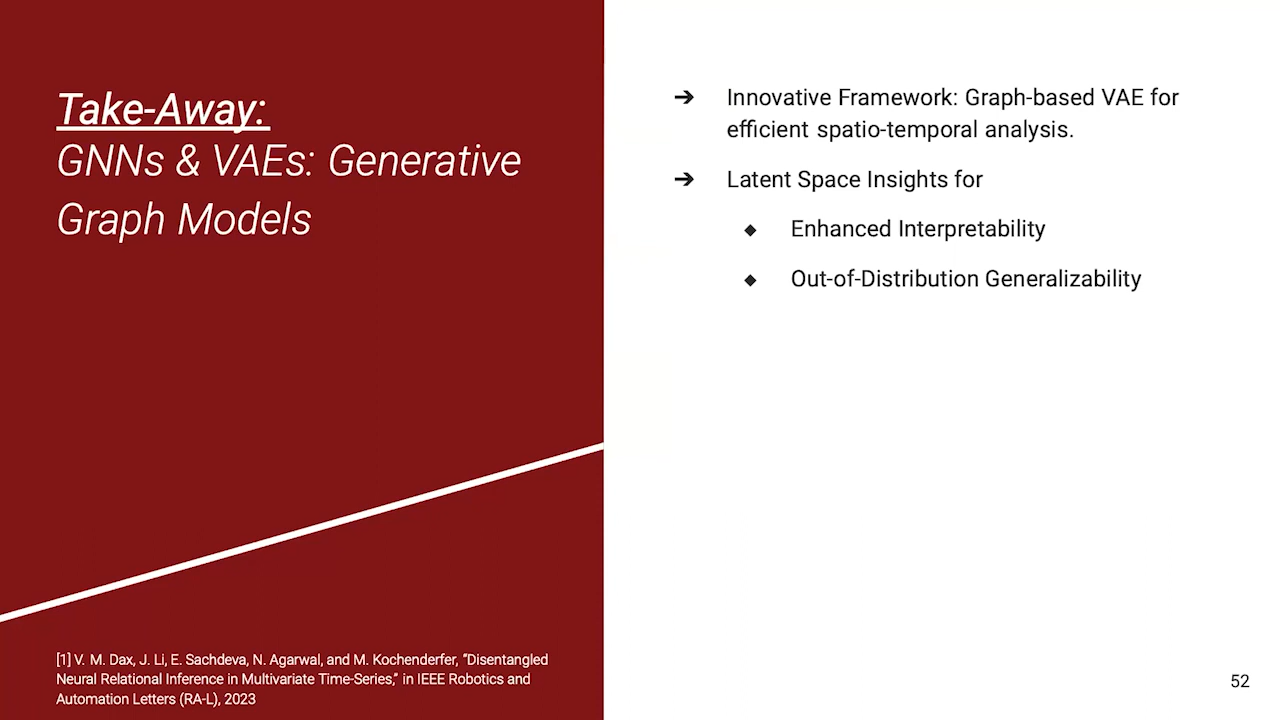 Take-Away:
GNNs & VAEs: Generative
Graph Models
[1] V. M. Dax, J. Li, E. Sachdeva, N. Agarwal, and M. Kochenderfer, “Disentangled
Neural Relational Inference in Multivariate Time-Series,” in IEEE Robotics and
Automation Letters (RA-L), 2023
➔ Innovative Framework: Graph-based VAE for
efficient spatio-temporal analysis.
➔ Latent Space Insights for
◆ Enhanced Interpretability
◆ Out-of-Distribution Generalizability
52